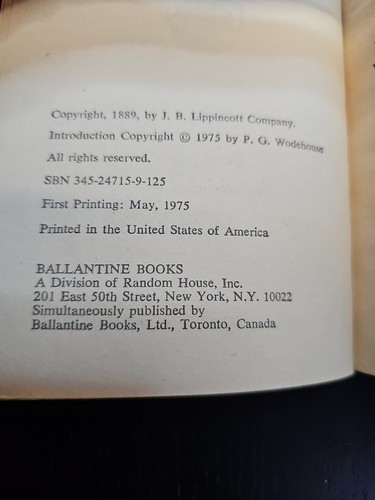 Copyright, 1889, by J. B. Lippincott Company.
Introduction Copyright © 1975 by P. G. Wodehouse
All rights reserved.
SBN 345-24715-9-125
First Printing: May, 1975
Printed in the United States of America
BALLANTINE BOOKS
A Division of Random House, Inc.
201 East 50th Street, New York, N.Y. 10022
Simultaneously published by
Ballantine Books, Ltd., Toronto, Canada